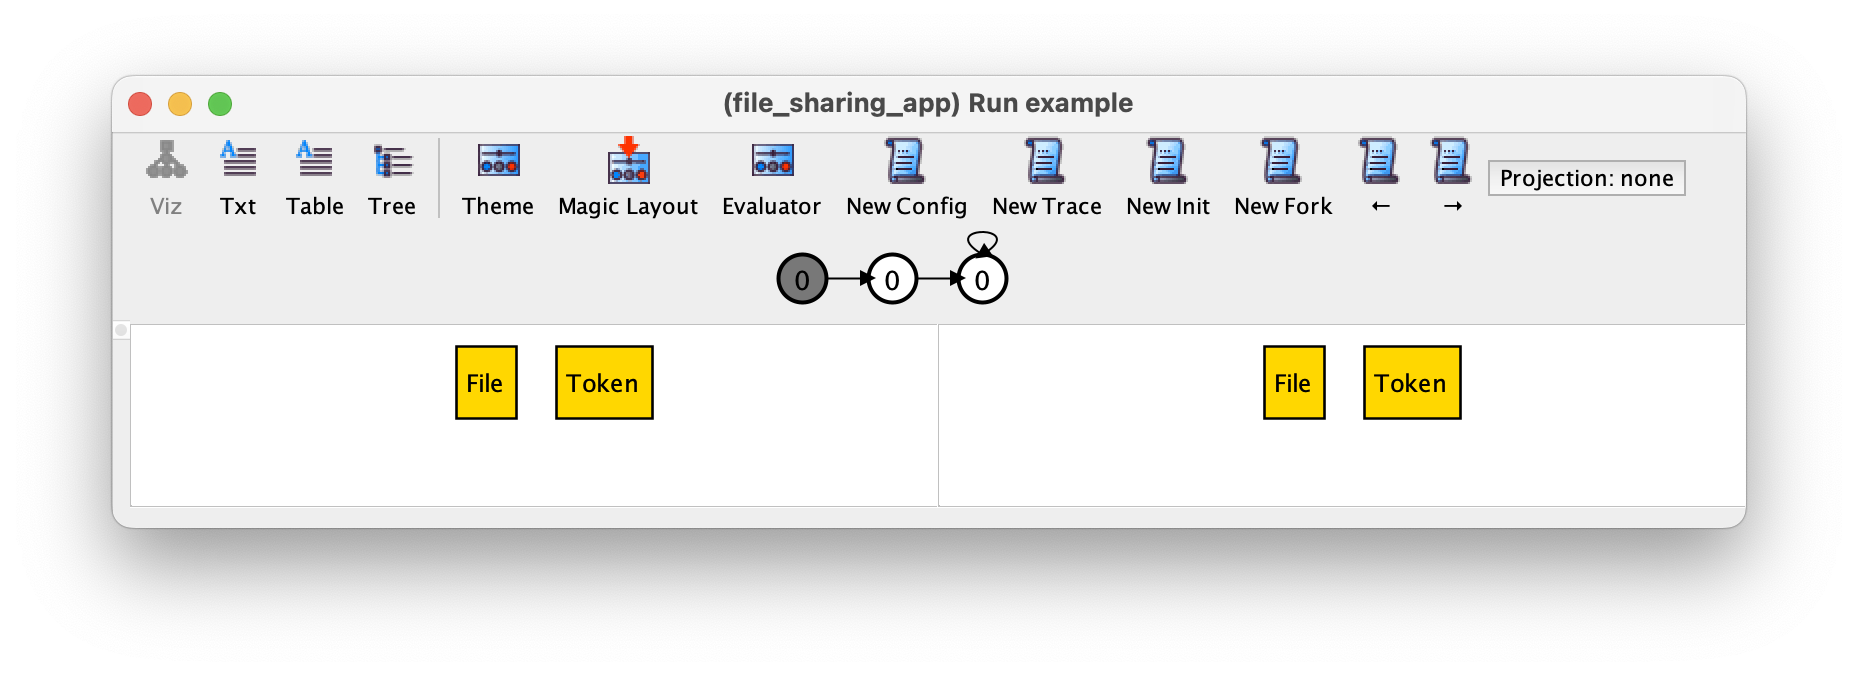 (file_sharing_app) Run example
Viz Txt Table Tree Theme Magic Layout Evaluator New Config New Trace New Init New Fork ← → Projection: none
0 0 0
File Token File Token